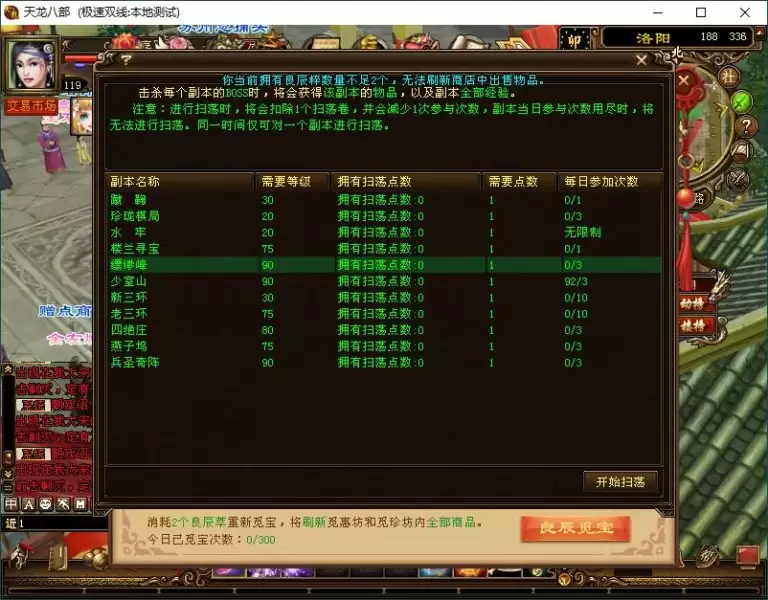 天龙八部 (极速双线:本地测试)
洛阳 188 336
卯
北
社
119
交易市场
?
你当前拥有良辰梓数量不足2个，无法刷新商店中出售物品。
击杀每个副本的BOSS时，将会获得该副本的物品，以及副本全部经验。
注意：进行扫荡时，将会扣除1个扫荡卷，并会减少1次参与次数，副本当日参与次数用尽时，将
无法进行扫荡。同一时间仅可对一个副本进行扫荡。
副本名称 需要等级 拥有扫荡点数 需要点数 每日参加次数
蹴 鞠 30 拥有扫荡点数:0 1 0/1
珍珑棋局 20 拥有扫荡点数:0 1 0/3
水 牢 20 拥有扫荡点数:0 1 无限制
楼兰寻宝 75 拥有扫荡点数:0 1 0/1
缥缈峰 90 拥有扫荡点数:0 1 0/3
少室山 90 拥有扫荡点数:0 1 92/3
新三环 30 拥有扫荡点数:0 1 0/10
老三环 75 拥有扫荡点数:0 1 0/10
四绝庄 80 拥有扫荡点数:0 1 0/3
燕子坞 75 拥有扫荡点数:0 1 0/3
兵圣奇阵 90 拥有扫荡点数:0 1 0/3
开始扫荡
消耗2个良辰萃重新觅宝，将刷新觅惠坊和觅珍坊内全部商品。
今日已觅宝次数：0/300
良辰觅宝
赠点商
近1